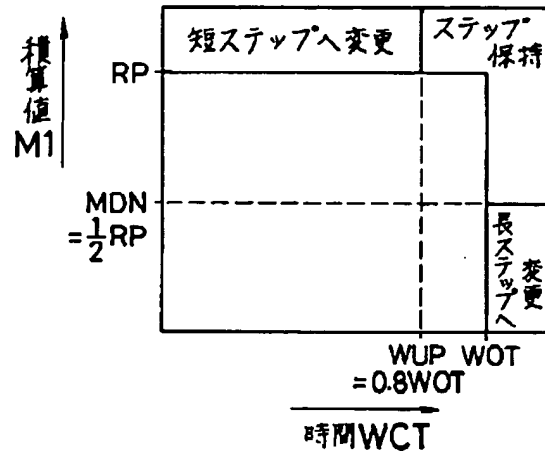 短ステップへ変更
ステップ
保持
積算値
M1
RP
MDN
=1/2RP
長ステップへ
変更
WUP WOT
=0.8WOT
時間WCT